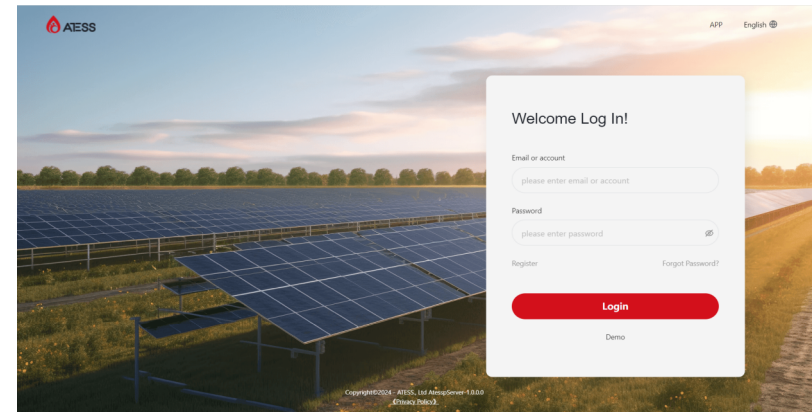 ATESS
APP English
Welcome Log In!
Email or account
please enter email or account
Password
please enter password
Register Forgot Password?
Login
Demo
Copyright©2024 - ATESS, Ltd AtesspServer-1.0.0.0
《Privacy Policy》